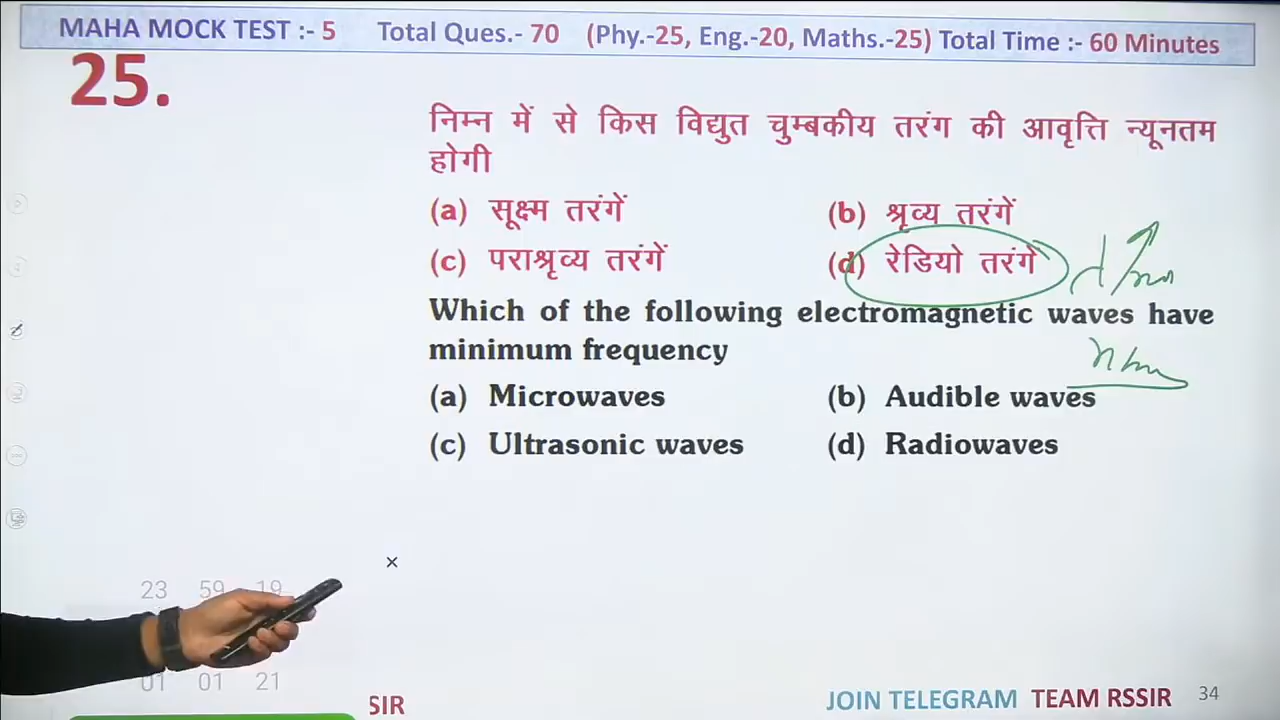 MAHA MOCK TEST :- 5 Total Ques.- 70 (Phy.-25, Eng.-20, Maths.-25) Total Time :- 60 Minutes
25.
निम्न में से किस विद्युत चुम्बकीय तरंग की आवृत्ति न्यूनतम
होगी
(a) सूक्ष्म तरंगें (b) श्रृव्य तरंगें
(c) पराश्रृव्य तरंगें (d) रेडियो तरंगें
Which of the following electromagnetic waves have
minimum frequency
(a) Microwaves (b) Audible waves
(c) Ultrasonic waves (d) Radiowaves
23 59 19
01 01 21
SIR
JOIN TELEGRAM TEAM RSSIR 34